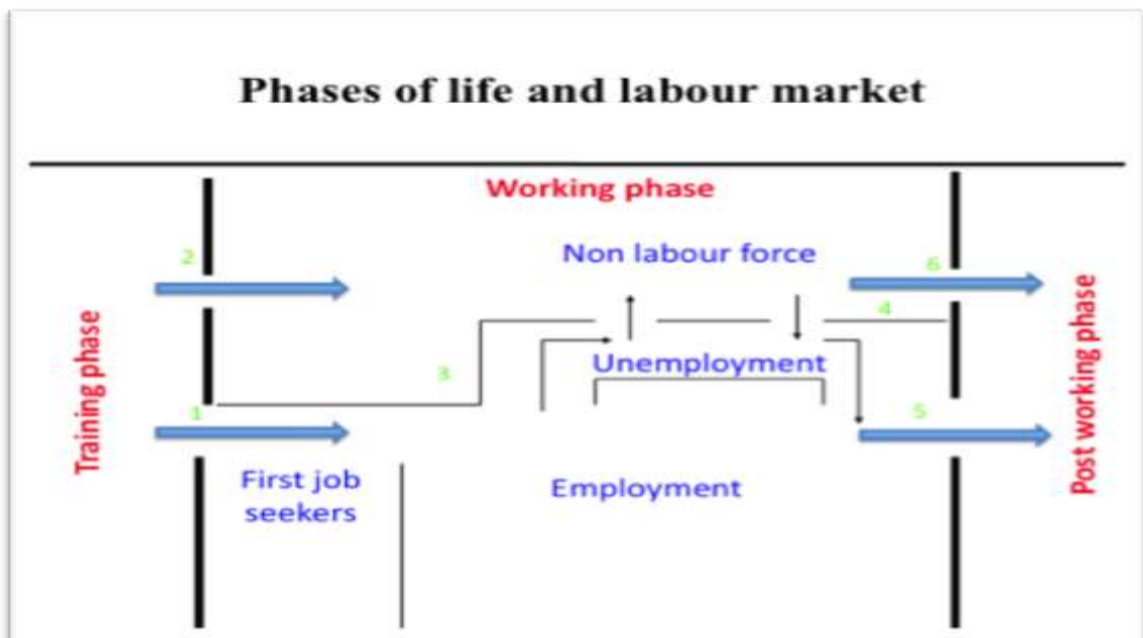 Phases of life and labour market
Working phase
Non labour force
2
6
4
Training phase
Post working phase
Unemployment
3
1
5
First job
seekers
Employment